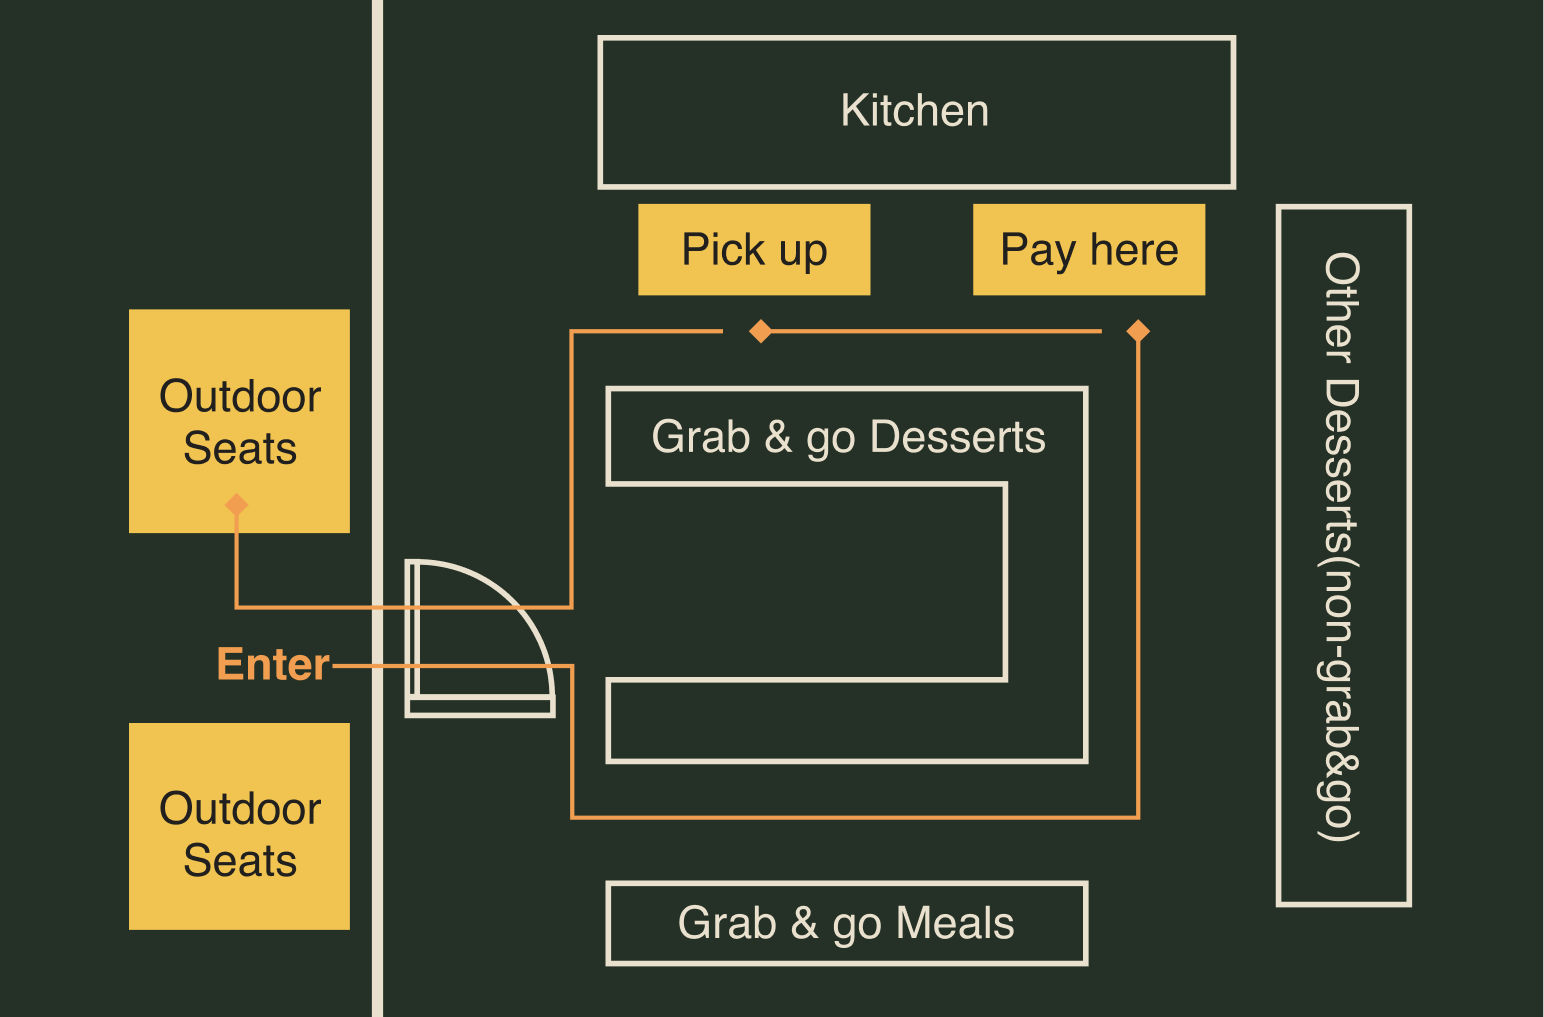 Kitchen
Pick up
Pay here
Outdoor
Seats
Grab & go Desserts
Other Desserts(non-grab&go)
Enter
Outdoor
Seats
Grab & go Meals